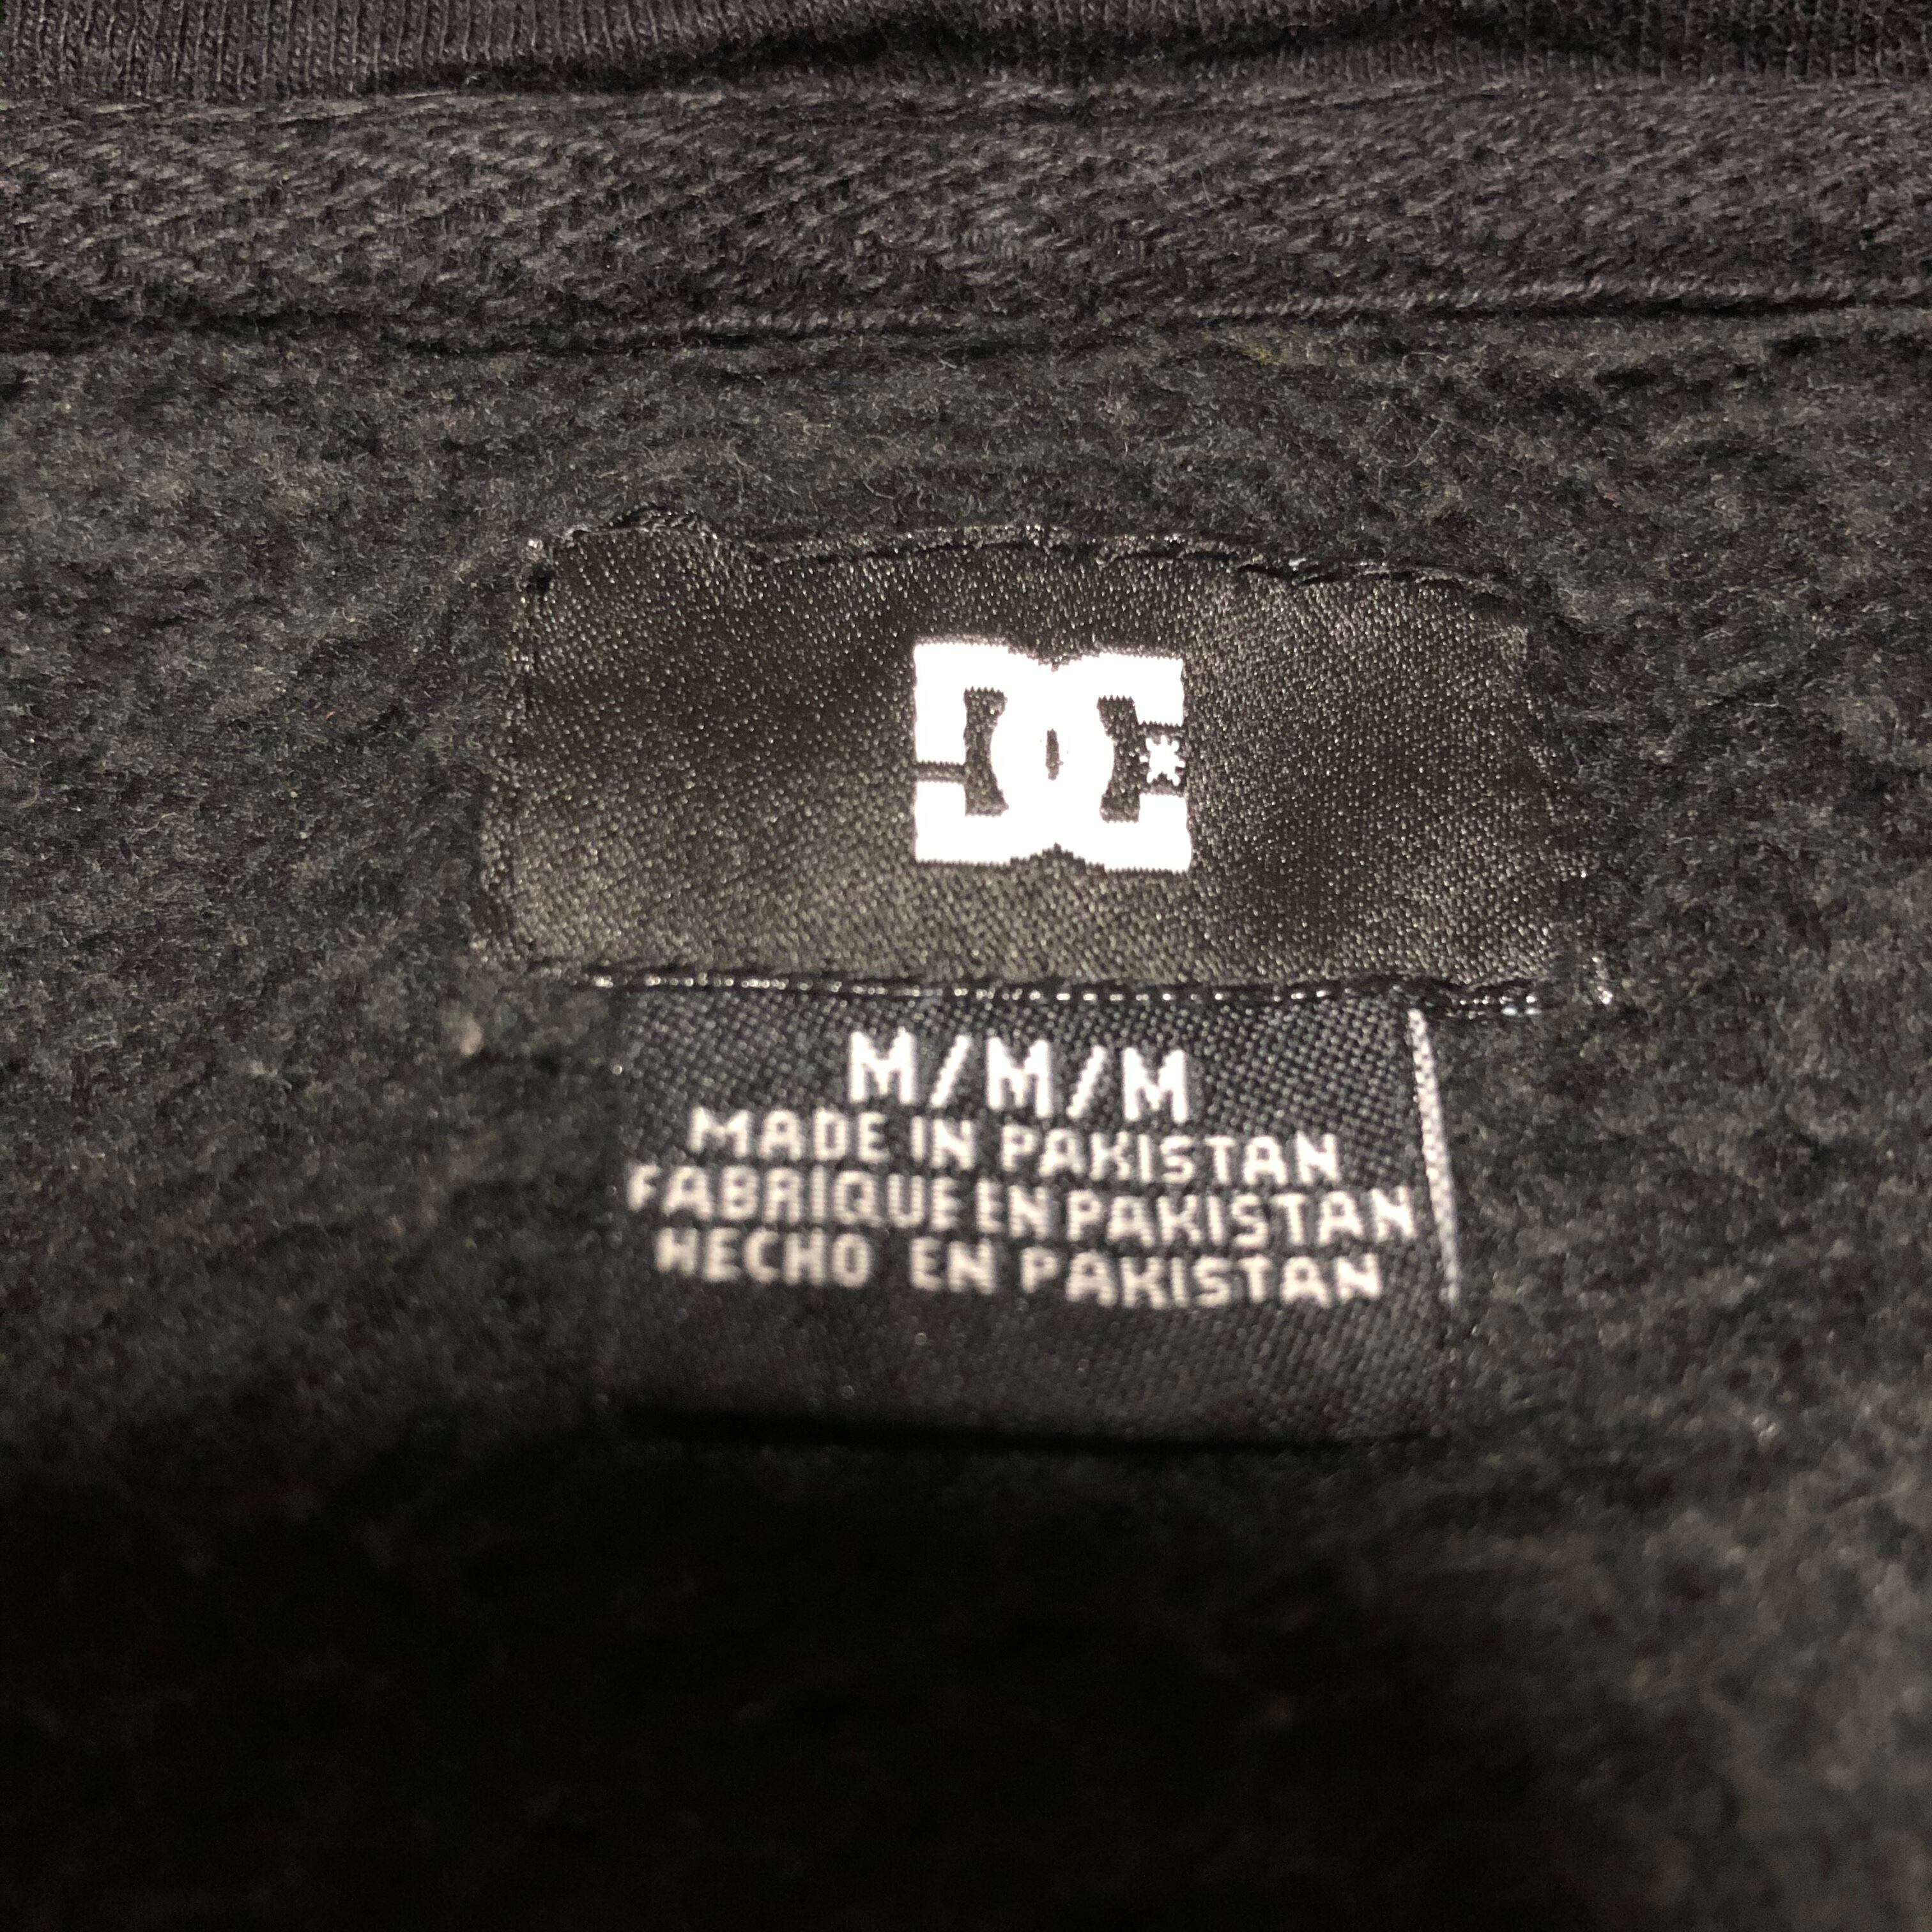 DC
M/M/M
MADE IN PAKISTAN
FABRIQUE EN PAKISTAN
HECHO EN PAKISTAN